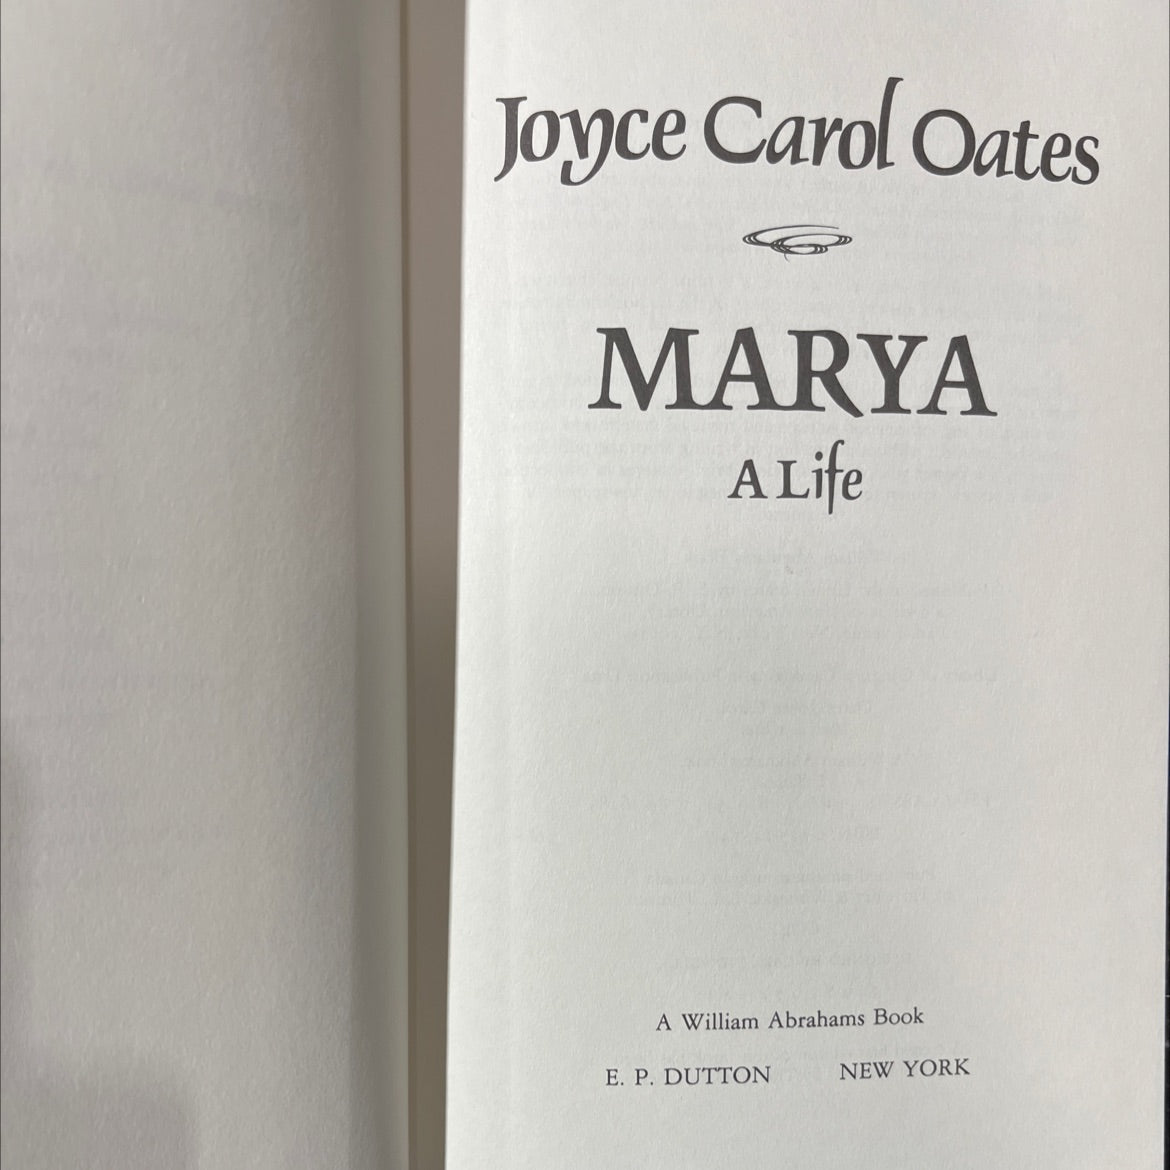 Joyce Carol Oates
MARYA
A Life
A William Abrahams Book
E. P. DUTTON NEW YORK